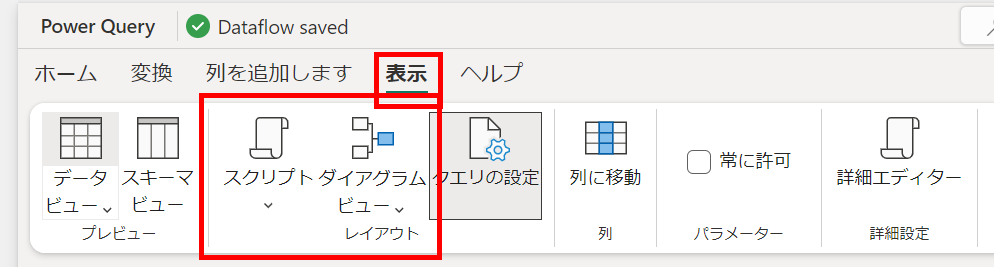 Power Query
Dataflow saved
ホーム 変換 列を追加します 表示 ヘルプ
データ
ビュー
スキーマ
ビュー
プレビュー
スクリプト
ダイアグラム
ビュー
クエリの設定
レイアウト
列に移動
列
常に許可
パラメーター
詳細エディター
詳細設定